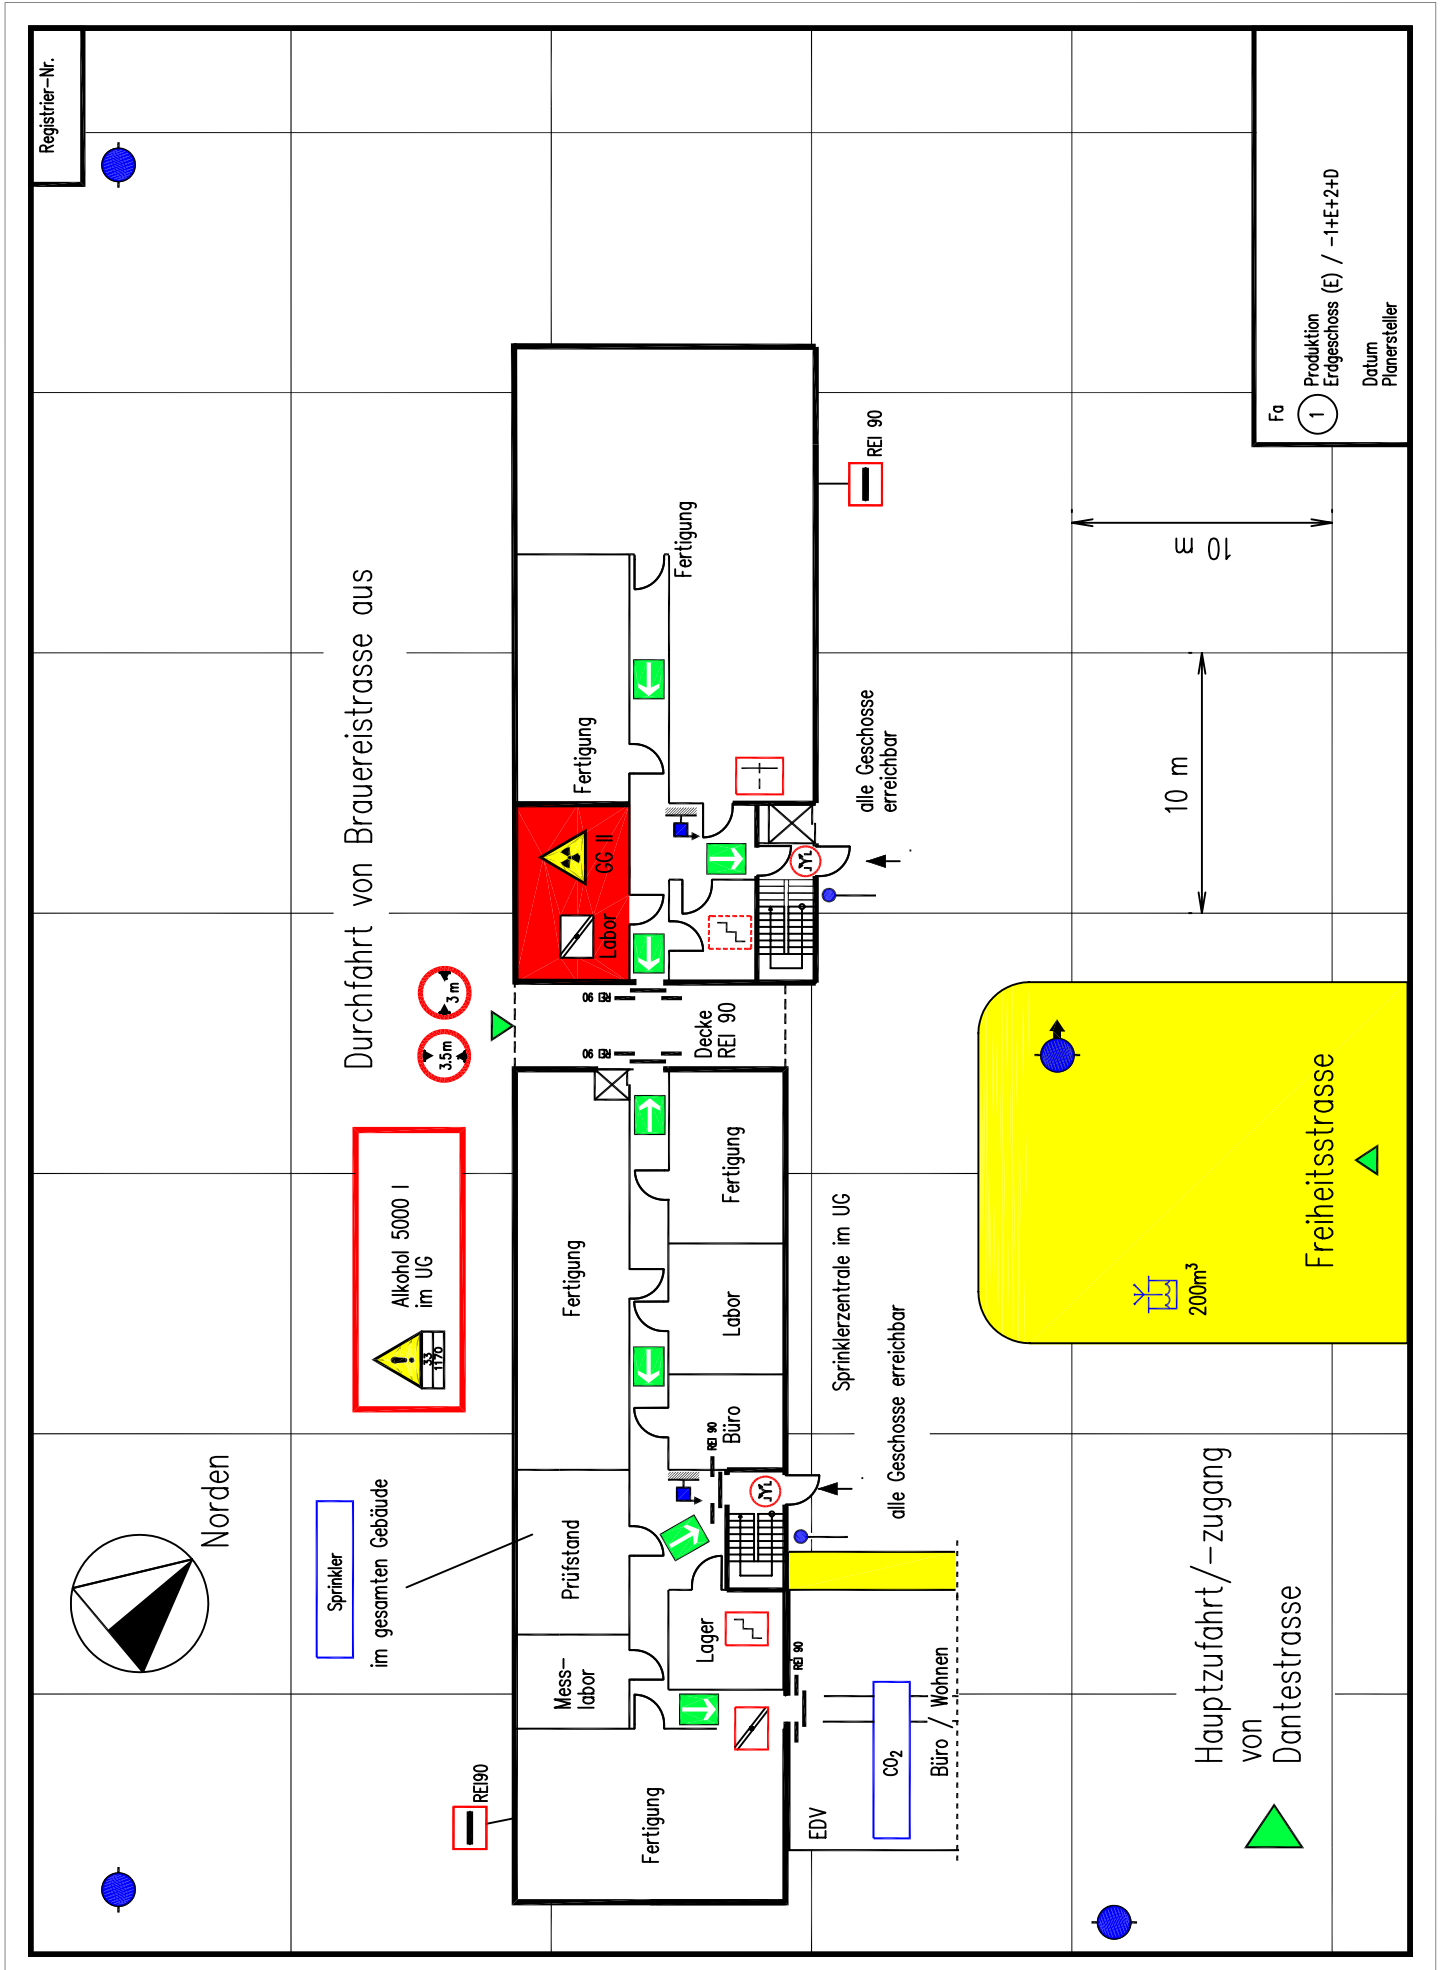 Registrier-Nr.
Durchfahrt von Brauereistrasse aus
3.5m
3m
Alkohol 5000 l
im UG
33
1170
Norden
Sprinkler
im gesamten Gebäude
REI90
Fertigung
Mess-
labor
Prüfstand
Fertigung
Labor
GG II
Fertigung
Fertigung
Lager
Büro
REI 90
Labor
Fertigung
REI 90
REI 90
Decke
REI 90
REI 90
REI 90
EDV
CO2
Büro / Wohnen
Sprinklerzentrale im UG
alle Geschosse erreichbar
alle Geschosse
erreichbar
200m³
Freiheitsstrasse
10 m
10 m
Hauptzufahrt/-zugang
von
Dantestrasse
Fa
1
Produktion
Erdgeschoss (E) / -1+E+2+D
Datum
Planersteller